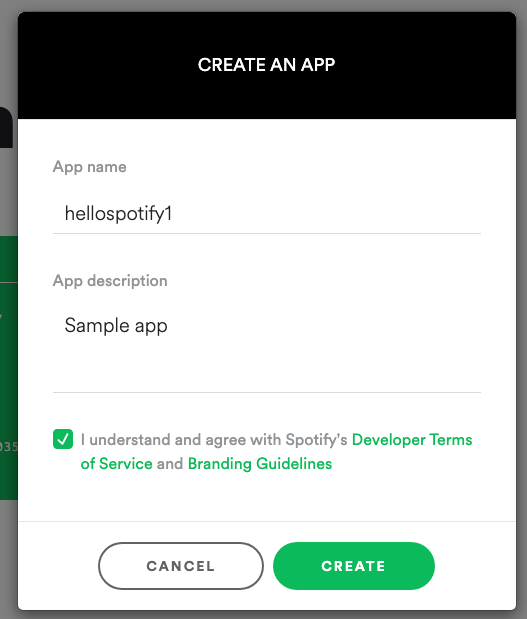 CREATE AN APP
App name
hellospotify1
App description
Sample app
I understand and agree with Spotify's Developer Terms
of Service and Branding Guidelines
CANCEL
CREATE